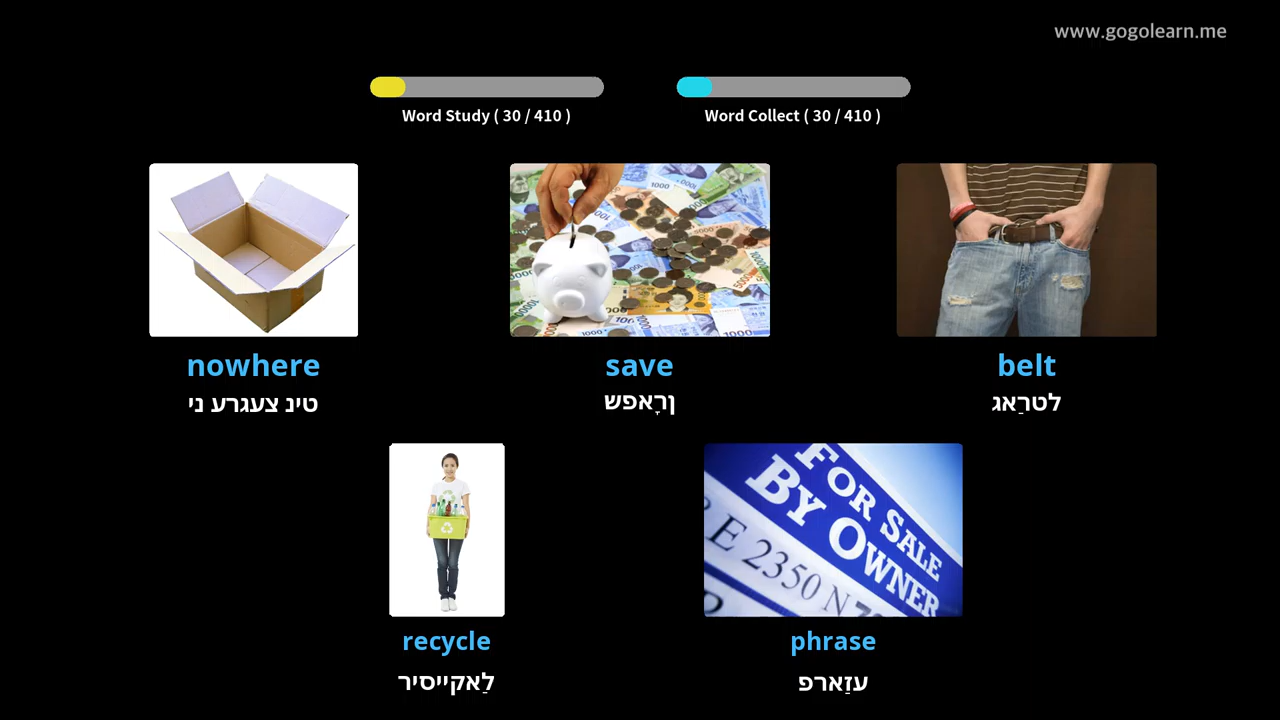 www.gogolearn.me
Word Study ( 30 / 410 )
Word Collect ( 30 / 410 )
nowhere
טינ צעגרע ני
save
ןרָאפש
belt
לטרַאג
FOR SALE
BY OWNER
E 2350 N
recycle
לַאקייסיר
phrase
עזַארפ